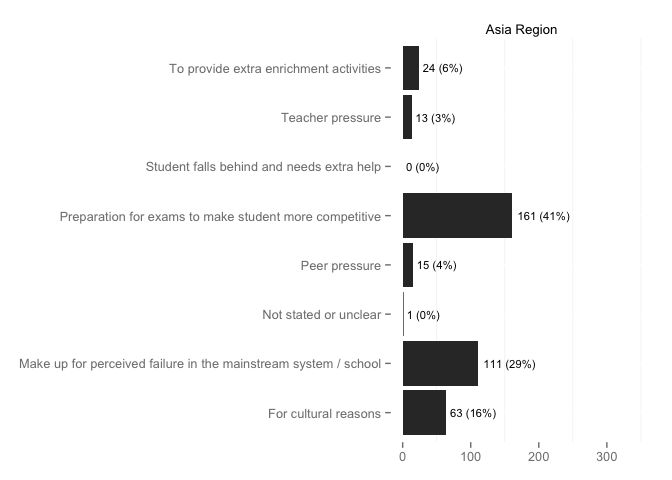 Asia Region
To provide extra enrichment activities 24 (6%)
Teacher pressure 13 (3%)
Student falls behind and needs extra help 0 (0%)
Preparation for exams to make student more competitive 161 (41%)
Peer pressure 15 (4%)
Not stated or unclear 1 (0%)
Make up for perceived failure in the mainstream system / school 111 (29%)
For cultural reasons 63 (16%)
0 100 200 300